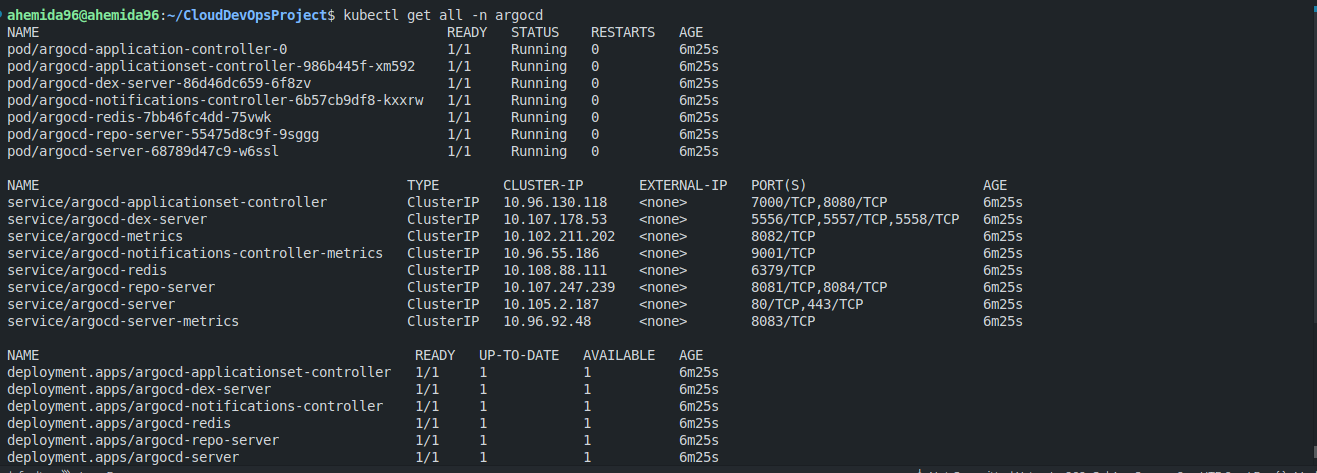 ahemida96@ahemida96:~/CloudDevOpsProject$ kubectl get all -n argocd
NAME READY STATUS RESTARTS AGE
pod/argocd-application-controller-0 1/1 Running 0 6m25s
pod/argocd-applicationset-controller-986b445f-xm592 1/1 Running 0 6m25s
pod/argocd-dex-server-86d46dc659-6f8zv 1/1 Running 0 6m25s
pod/argocd-notifications-controller-6b57cb9df8-kxxrw 1/1 Running 0 6m25s
pod/argocd-redis-7bb46fc4dd-75vwk 1/1 Running 0 6m25s
pod/argocd-repo-server-55475d8c9f-9sggg 1/1 Running 0 6m25s
pod/argocd-server-68789d47c9-w6ssl 1/1 Running 0 6m25s
NAME TYPE CLUSTER-IP EXTERNAL-IP PORT(S) AGE
service/argocd-applicationset-controller ClusterIP 10.96.130.118 <none> 7000/TCP,8080/TCP 6m25s
service/argocd-dex-server ClusterIP 10.107.178.53 <none> 5556/TCP,5557/TCP,5558/TCP 6m25s
service/argocd-metrics ClusterIP 10.102.211.202 <none> 8082/TCP 6m25s
service/argocd-notifications-controller-metrics ClusterIP 10.96.55.186 <none> 9001/TCP 6m25s
service/argocd-redis ClusterIP 10.108.88.111 <none> 6379/TCP 6m25s
service/argocd-repo-server ClusterIP 10.107.247.239 <none> 8081/TCP,8084/TCP 6m25s
service/argocd-server ClusterIP 10.105.2.187 <none> 80/TCP,443/TCP 6m25s
service/argocd-server-metrics ClusterIP 10.96.92.48 <none> 8083/TCP 6m25s
NAME READY UP-TO-DATE AVAILABLE AGE
deployment.apps/argocd-applicationset-controller 1/1 1 1 6m25s
deployment.apps/argocd-dex-server 1/1 1 1 6m25s
deployment.apps/argocd-notifications-controller 1/1 1 1 6m25s
deployment.apps/argocd-redis 1/1 1 1 6m25s
deployment.apps/argocd-repo-server 1/1 1 1 6m25s
deployment.apps/argocd-server 1/1 1 1 6m25s